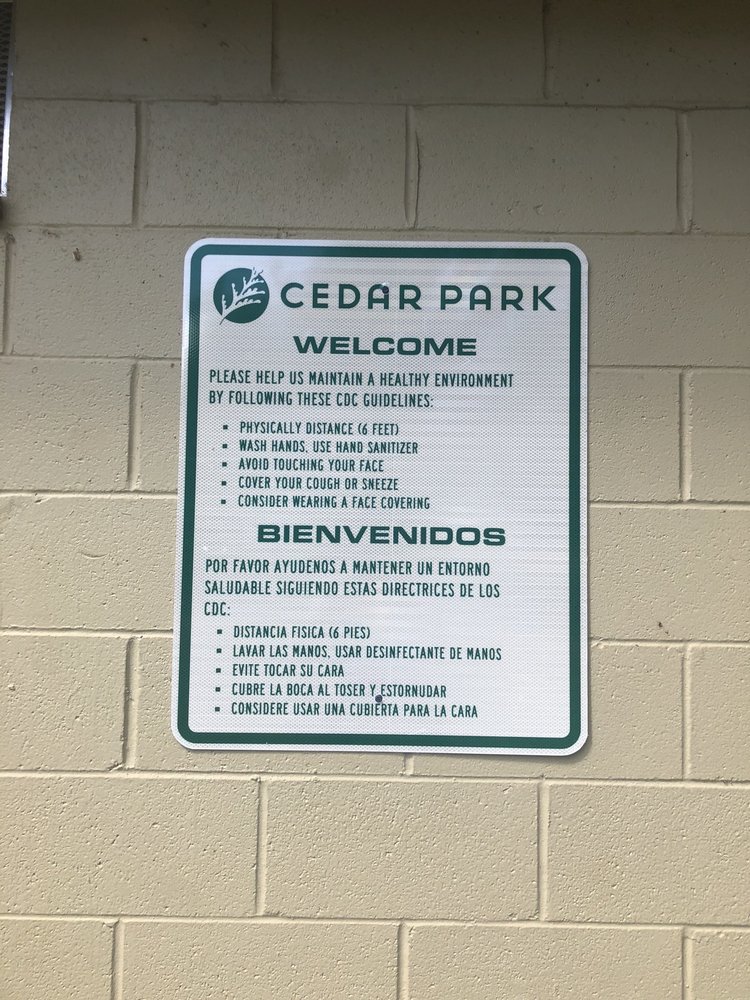 CEDAR PARK
WELCOME
PLEASE HELP US MAINTAIN A HEALTHY ENVIRONMENT
BY FOLLOWING THESE CDC GUIDELINES:
▪ PHYSICALLY DISTANCE (6 FEET)
▪ WASH HANDS, USE HAND SANITIZER
▪ AVOID TOUCHING YOUR FACE
▪ COVER YOUR COUGH OR SNEEZE
▪ CONSIDER WEARING A FACE COVERING
BIENVENIDOS
POR FAVOR AYUDENOS A MANTENER UN ENTORNO
SALUDABLE SIGUIENDO ESTAS DIRECTRICES DE LOS
CDC:
▪ DISTANCIA FISICA (6 PIES)
▪ LAVAR LAS MANOS, USAR DESINFECTANTE DE MANOS
▪ EVITE TOCAR SU CARA
▪ CUBRE LA BOCA AL TOSER Y ESTORNUDAR
▪ CONSIDERE USAR UNA CUBIERTA PARA LA CARA